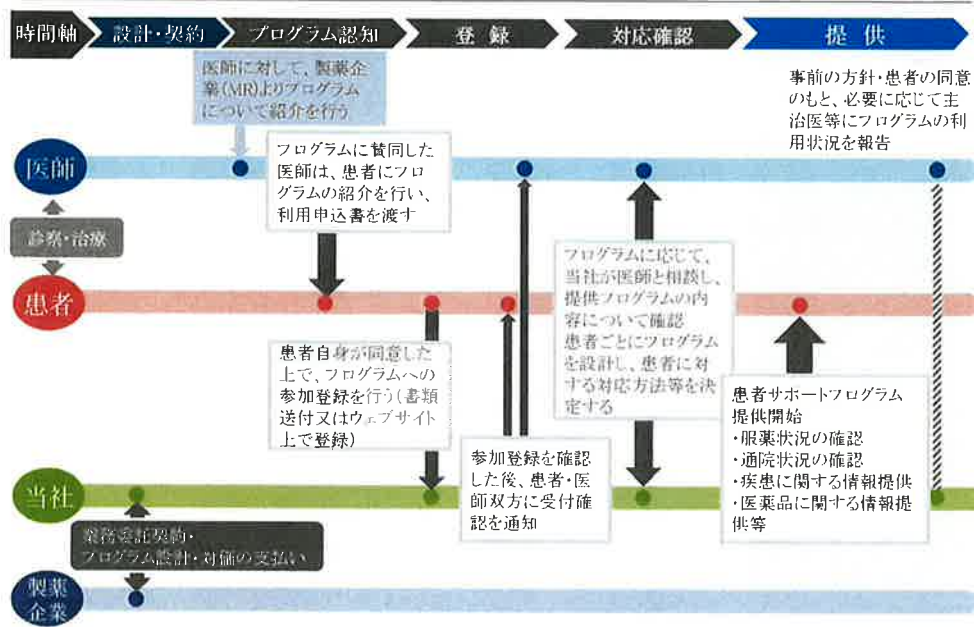 時間軸
設計・契約
プログラム認知
登録
対応確認
提供
医師に対して、製薬企
業(MR)よりプログラム
について紹介を行う
事前の方針・患者の同意
のもと、必要に応じて主
治医等にプログラムの利
用状況を報告
プログラムに賛同した
医師は、患者にプログ
ラムの紹介を行い、
利用申込書を渡す
医師
診察・治療
プログラムに応じて、
当社が医師と相談し、
提供プログラムの内
容について確認
患者ごとにプログラム
を設計し、患者に対
する対応方法等を決
定する
患者
患者自身が同意した
上で、プログラムへの
参加登録を行う(書類
送付又はウェブサイト
上で登録)
患者サポートプログラム
提供開始
・服薬状況の確認
・通院状況の確認
・疾患に関する情報提供
・医薬品に関する情報提
供等
参加登録を確認
した後、患者・医
師双方に受付確
認を通知
当社
業務委託契約・
プログラム設計・対価の支払い
製薬
企業